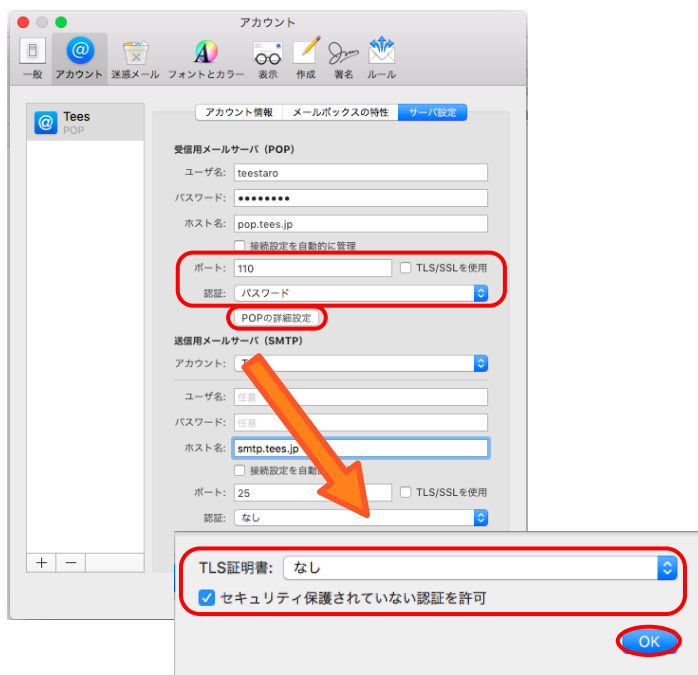 アカウント
一般 アカウント 迷惑メール フォントとカラー 表示 作成 署名 ルール
Tees
POP
アカウント情報 メールボックスの特性 サーバ設定
受信用メールサーバ (POP)
ユーザ名: teestaro
パスワード: ••••••••
ホスト名: pop.tees.jp
接続設定を自動的に管理
ポート: 110 TLS/SSLを使用
認証: パスワード
POPの詳細設定
送信用メールサーバ (SMTP)
アカウント:
ユーザ名: 任意
パスワード: 任意
ホスト名: smtp.tees.jp
接続設定を自動
ポート: 25 TLS/SSLを使用
認証: なし
+ −
TLS証明書: なし
セキュリティ保護されていない認証を許可
OK